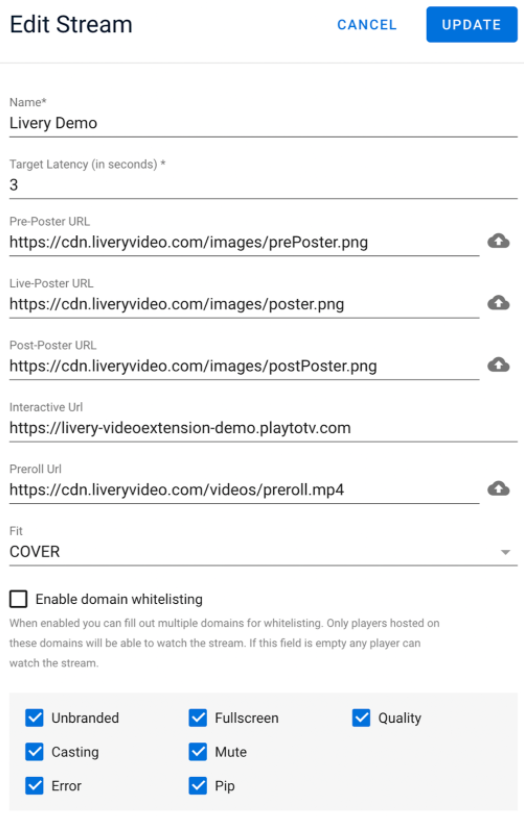 Edit Stream CANCEL UPDATE
Name*
Livery Demo
Target Latency (in seconds) *
3
Pre-Poster URL
https://cdn.liveryvideo.com/images/prePoster.png
Live-Poster URL
https://cdn.liveryvideo.com/images/poster.png
Post-Poster URL
https://cdn.liveryvideo.com/images/postPoster.png
Interactive Url
https://livery-videoextension-demo.playtotv.com
Preroll Url
https://cdn.liveryvideo.com/videos/preroll.mp4
Fit
COVER
Enable domain whitelisting
When enabled you can fill out multiple domains for whitelisting. Only players hosted on
these domains will be able to watch the stream. If this field is empty any player can
watch the stream.
Unbranded Fullscreen Quality
Casting Mute
Error Pip